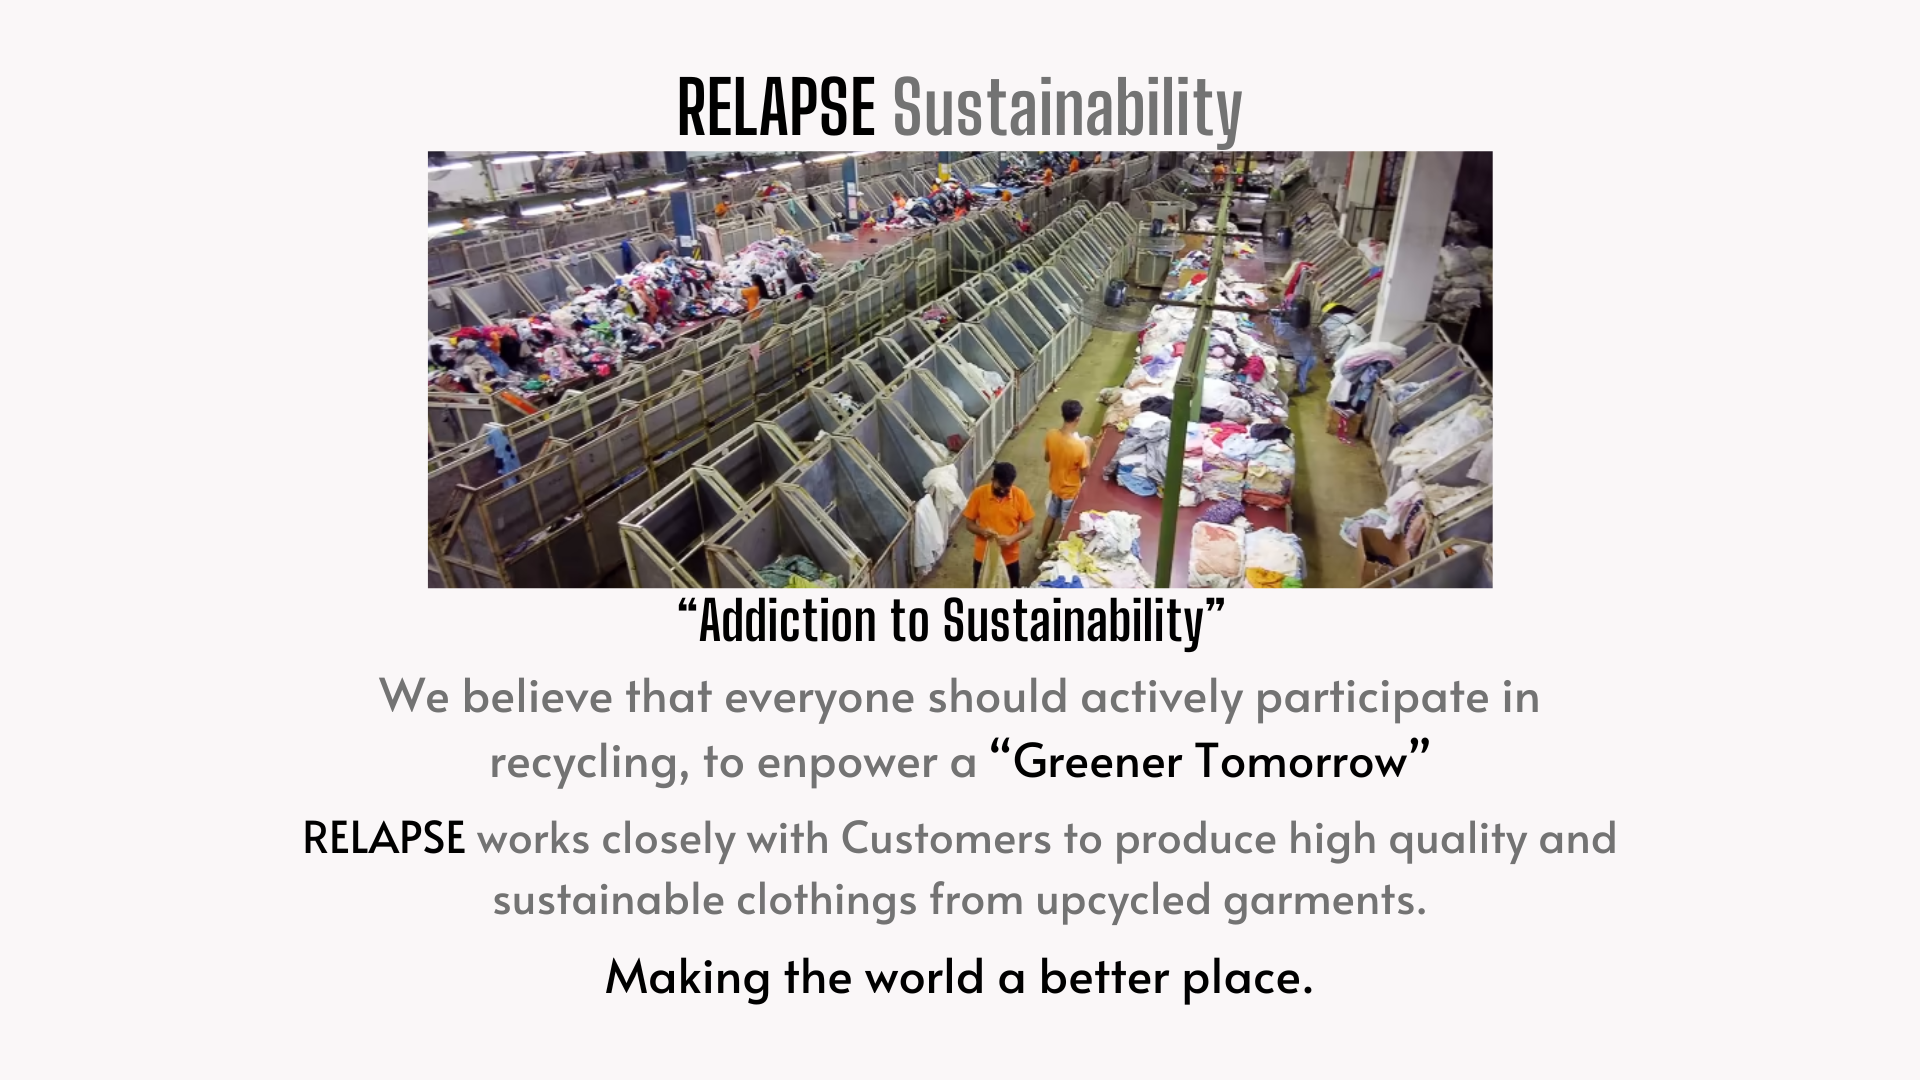 RELAPSE Sustainability
“Addiction to Sustainability”
We believe that everyone should actively participate in
recycling, to enpower a “Greener Tomorrow”
RELAPSE works closely with Customers to produce high quality and
sustainable clothings from upcycled garments.
Making the world a better place.